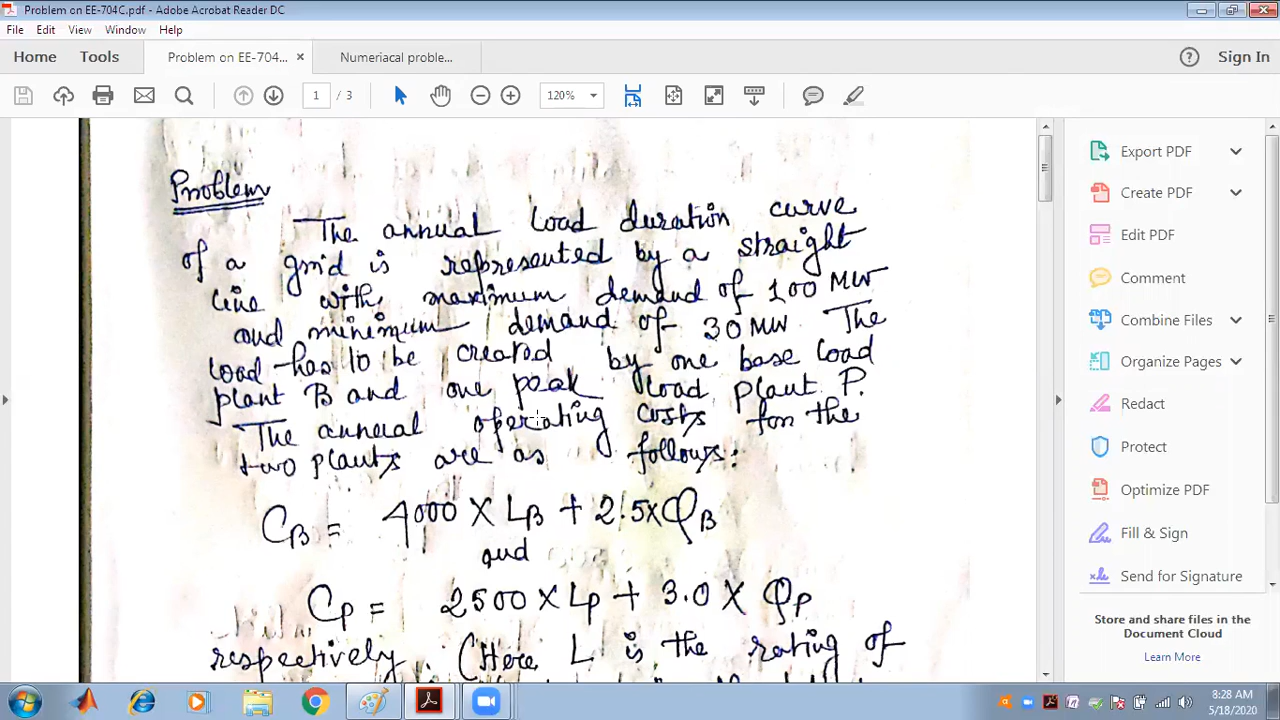 Problem on EE-704C.pdf - Adobe Acrobat Reader DC
File Edit View Window Help
Home Tools Problem on EE-704... × Numeriacal proble... Sign In
1 / 3 120%
Problem
The annual load duration curve
of a grid is represented by a straight
line with maximum demand of 100 MW
and minimum demand of 30 MW. The
load has to be created by one base load
plant B and one peak load plant P.
The annual operating costs for the
two plants are as follows:
C_B = 4000 X L_B + 2.5 x Q_B
and
C_P = 2500 X L_P + 3.0 X Q_P
respectively. (Here L is the rating of
Export PDF
Create PDF
Edit PDF
Comment
Combine Files
Organize Pages
Redact
Protect
Optimize PDF
Fill & Sign
Send for Signature
Store and share files in the
Document Cloud
Learn More
8:28 AM
5/18/2020